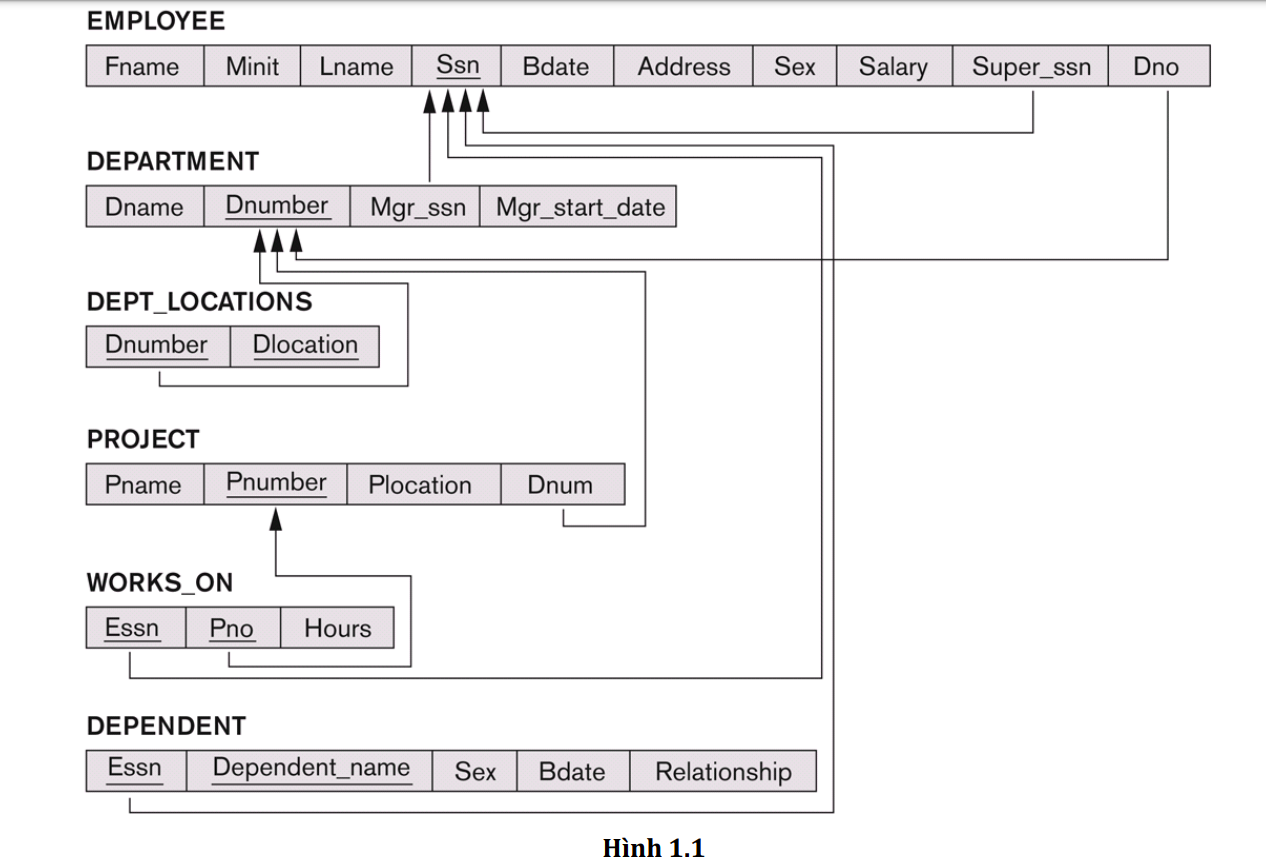 EMPLOYEE
Fname Minit Lname Ssn Bdate Address Sex Salary Super_ssn Dno
DEPARTMENT
Dname Dnumber Mgr_ssn Mgr_start_date
DEPT_LOCATIONS
Dnumber Dlocation
PROJECT
Pname Pnumber Plocation Dnum
WORKS_ON
Essn Pno Hours
DEPENDENT
Essn Dependent_name Sex Bdate Relationship
Hình 1.1